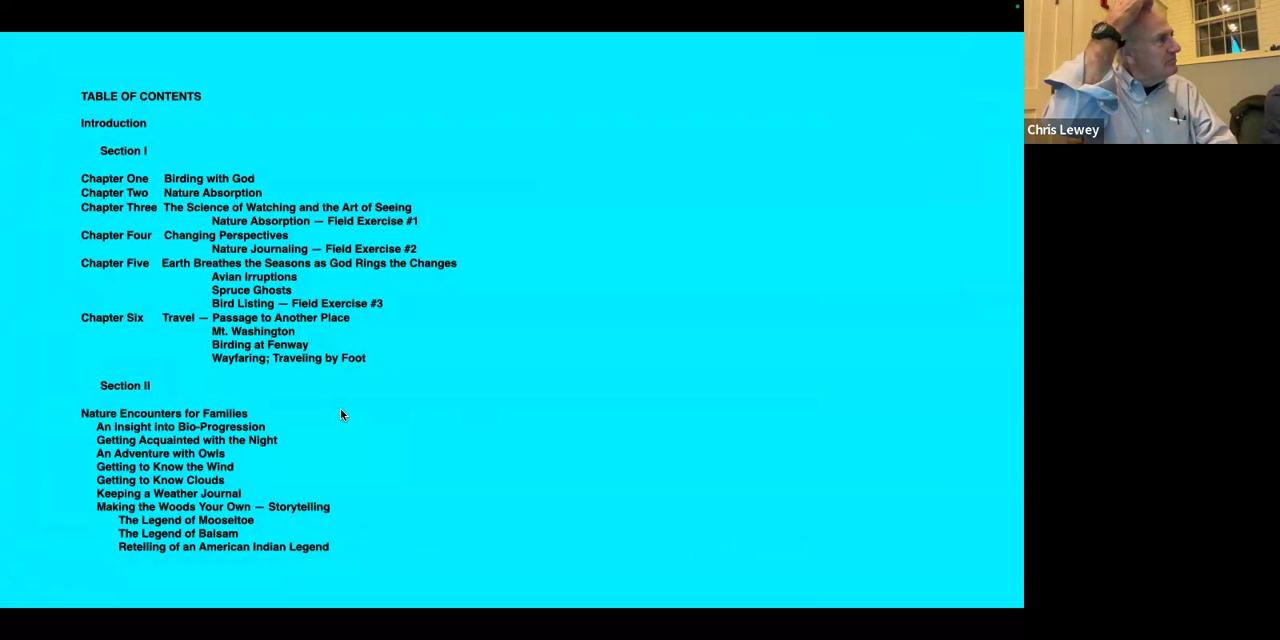 TABLE OF CONTENTS
Introduction
Section I
Chapter One Birding with God
Chapter Two Nature Absorption
Chapter Three The Science of Watching and the Art of Seeing
Nature Absorption — Field Exercise #1
Chapter Four Changing Perspectives
Nature Journaling — Field Exercise #2
Chapter Five Earth Breathes the Seasons as God Rings the Changes
Avian Irruptions
Spruce Ghosts
Bird Listing — Field Exercise #3
Chapter Six Travel — Passage to Another Place
Mt. Washington
Birding at Fenway
Wayfaring; Traveling by Foot
Section II
Nature Encounters for Families
An Insight into Bio-Progression
Getting Acquainted with the Night
An Adventure with Owls
Getting to Know the Wind
Getting to Know Clouds
Keeping a Weather Journal
Making the Woods Your Own — Storytelling
The Legend of Mooseltoe
The Legend of Balsam
Retelling of an American Indian Legend
Chris Lewey